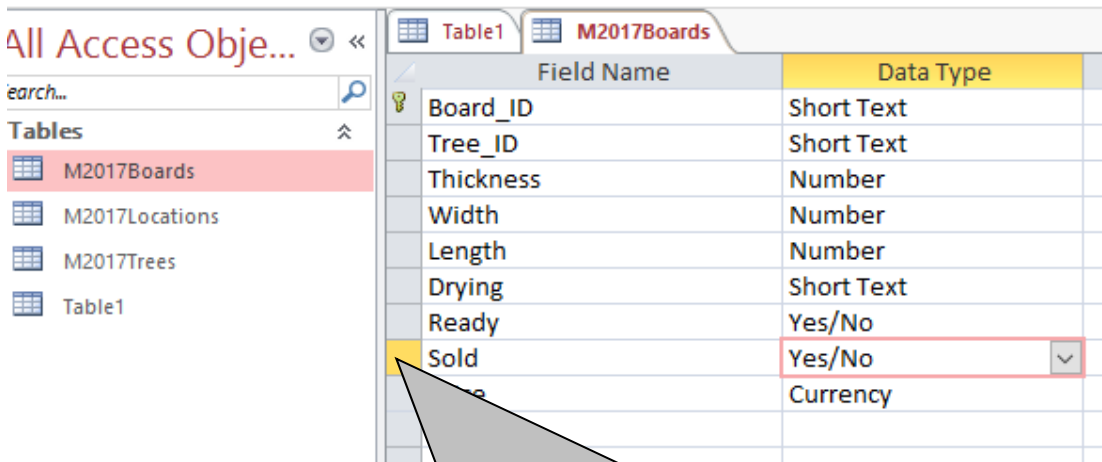 All Access Obje... «
Search...
Tables
M2017Boards
M2017Locations
M2017Trees
Table1
Table1 M2017Boards
Field Name Data Type
Board_ID Short Text
Tree_ID Short Text
Thickness Number
Width Number
Length Number
Drying Short Text
Ready Yes/No
Sold Yes/No
Currency